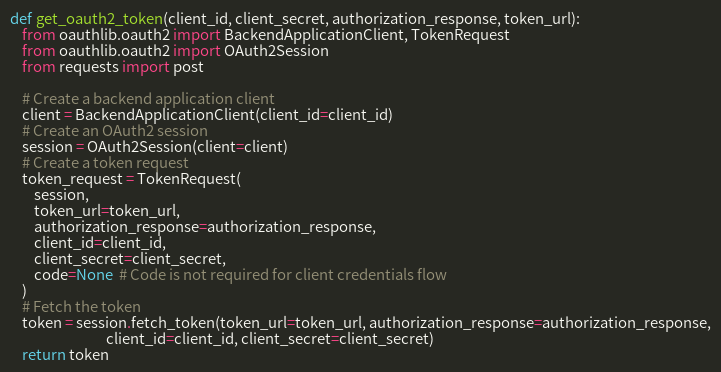 def get_oauth2_token(client_id, client_secret, authorization_response, token_url):
    from oauthlib.oauth2 import BackendApplicationClient, TokenRequest
    from oauthlib.oauth2 import OAuth2Session
    from requests import post

    # Create a backend application client
    client = BackendApplicationClient(client_id=client_id)
    # Create an OAuth2 session
    session = OAuth2Session(client=client)
    # Create a token request
    token_request = TokenRequest(
        session,
        token_url=token_url,
        authorization_response=authorization_response,
        client_id=client_id,
        client_secret=client_secret,
        code=None  # Code is not required for client credentials flow
    )
    # Fetch the token
    token = session.fetch_token(token_url=token_url, authorization_response=authorization_response,
                                client_id=client_id, client_secret=client_secret)
    return token